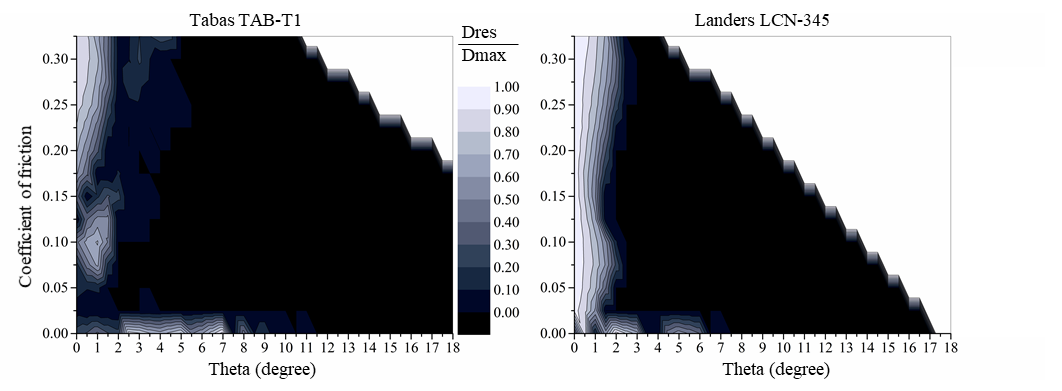 Tabas TAB-T1
Landers LCN-345
Dres
Dmax
1.00
0.90
0.80
0.70
0.60
0.50
0.40
0.30
0.20
0.10
0.00
Coefficient of friction
0.30
0.25
0.20
0.15
0.10
0.05
0.00
0 1 2 3 4 5 6 7 8 9 10 11 12 13 14 15 16 17 18
Theta (degree)
0.30
0.25
0.20
0.15
0.10
0.05
0.00
0 1 2 3 4 5 6 7 8 9 10 11 12 13 14 15 16 17 18
Theta (degree)